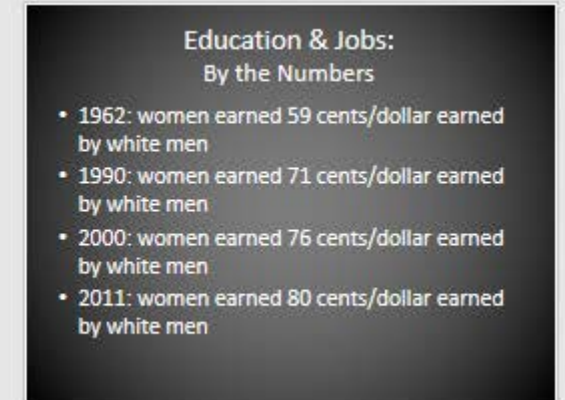 Education & Jobs:
By the Numbers
• 1962: women earned 59 cents/dollar earned
by white men
• 1990: women earned 71 cents/dollar earned
by white men
• 2000: women earned 76 cents/dollar earned
by white men
• 2011: women earned 80 cents/dollar earned
by white men